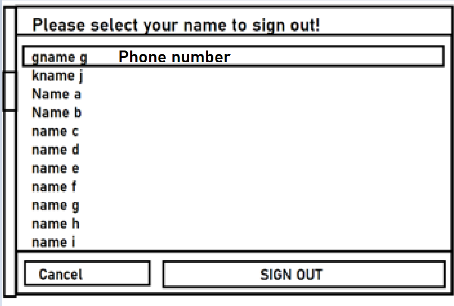 Please select your name to sign out!
gname g Phone number
kname j
Name a
Name b
name c
name d
name e
name f
name g
name h
name i
Cancel SIGN OUT